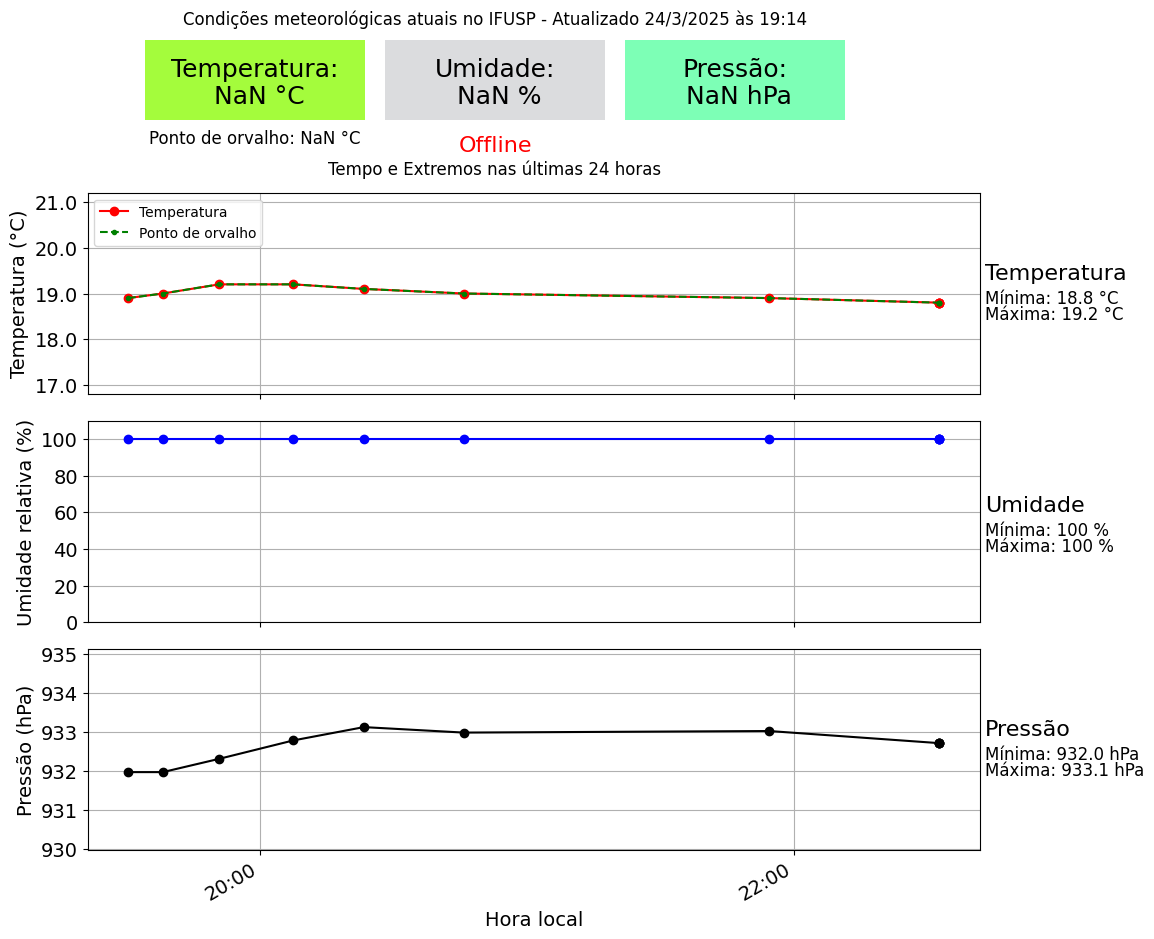 Condições meteorológicas atuais no IFUSP - Atualizado 24/3/2025 às 19:14
Temperatura:
NaN °C
Umidade:
NaN %
Pressão:
NaN hPa
Ponto de orvalho: NaN °C
Offline
Tempo e Extremos nas últimas 24 horas
Temperatura (°C)
21.0
20.0
19.0
18.0
17.0
Temperatura
Ponto de orvalho
Temperatura
Mínima: 18.8 °C
Máxima: 19.2 °C
Umidade relativa (%)
100
80
60
40
20
0
Umidade
Mínima: 100 %
Máxima: 100 %
Pressão (hPa)
935
934
933
932
931
930
Pressão
Mínima: 932.0 hPa
Máxima: 933.1 hPa
20:00
22:00
Hora local